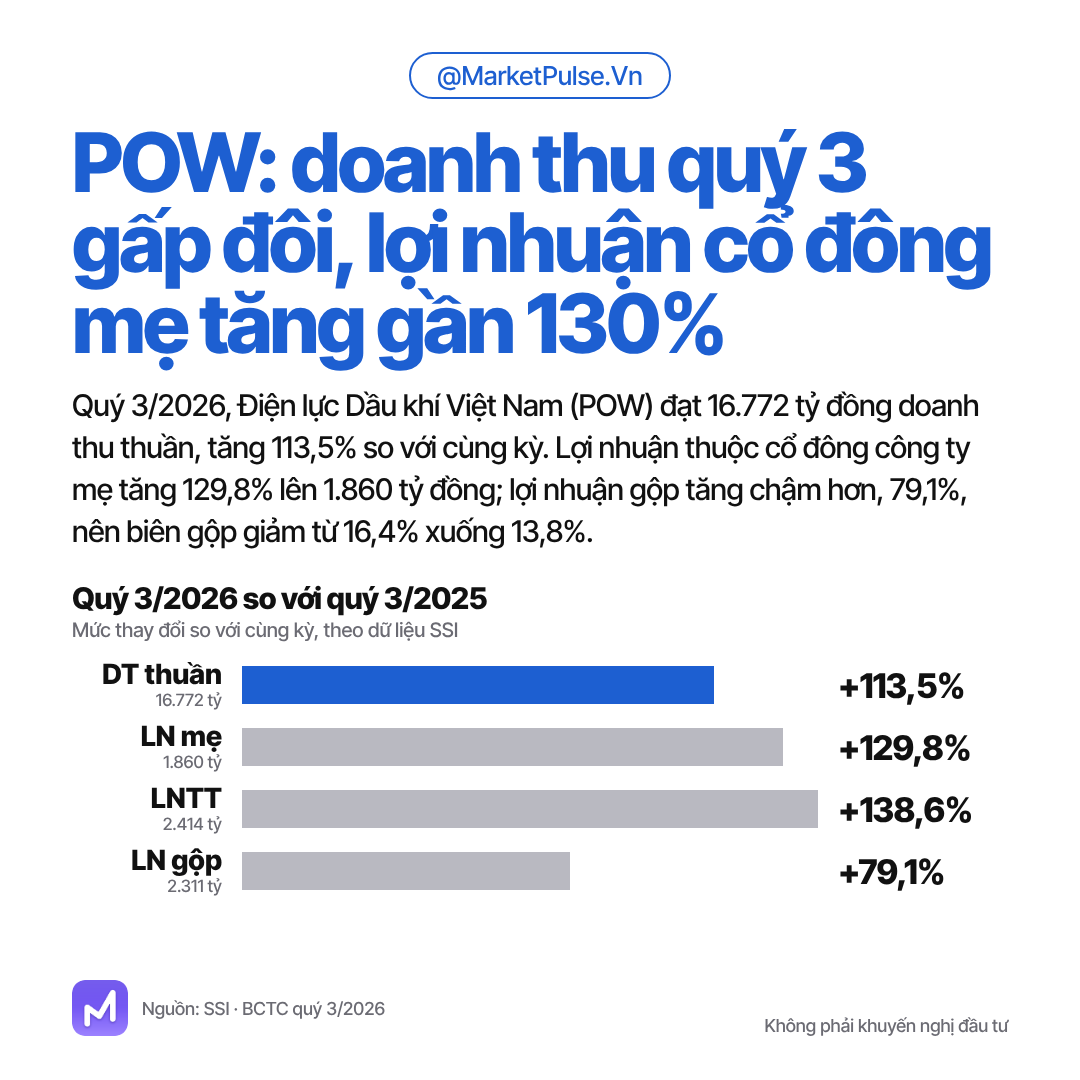 @MarketPulse.Vn
POW: doanh thu quý 3
gấp đôi, lợi nhuận cổ đông
mẹ tăng gần 130%
Quý 3/2026, Điện lực Dầu khí Việt Nam (POW) đạt 16.772 tỷ đồng doanh
thu thuần, tăng 113,5% so với cùng kỳ. Lợi nhuận thuộc cổ đông công ty
mẹ tăng 129,8% lên 1.860 tỷ đồng; lợi nhuận gộp tăng chậm hơn, 79,1%,
nên biên gộp giảm từ 16,4% xuống 13,8%.
Quý 3/2026 so với quý 3/2025
Mức thay đổi so với cùng kỳ, theo dữ liệu SSI
DT thuần
16.772 tỷ
+113,5%
LN mẹ
1.860 tỷ
+129,8%
LNTT
2.414 tỷ
+138,6%
LN gộp
2.311 tỷ
+79,1%
Nguồn: SSI · BCTC quý 3/2026
Không phải khuyến nghị đầu tư